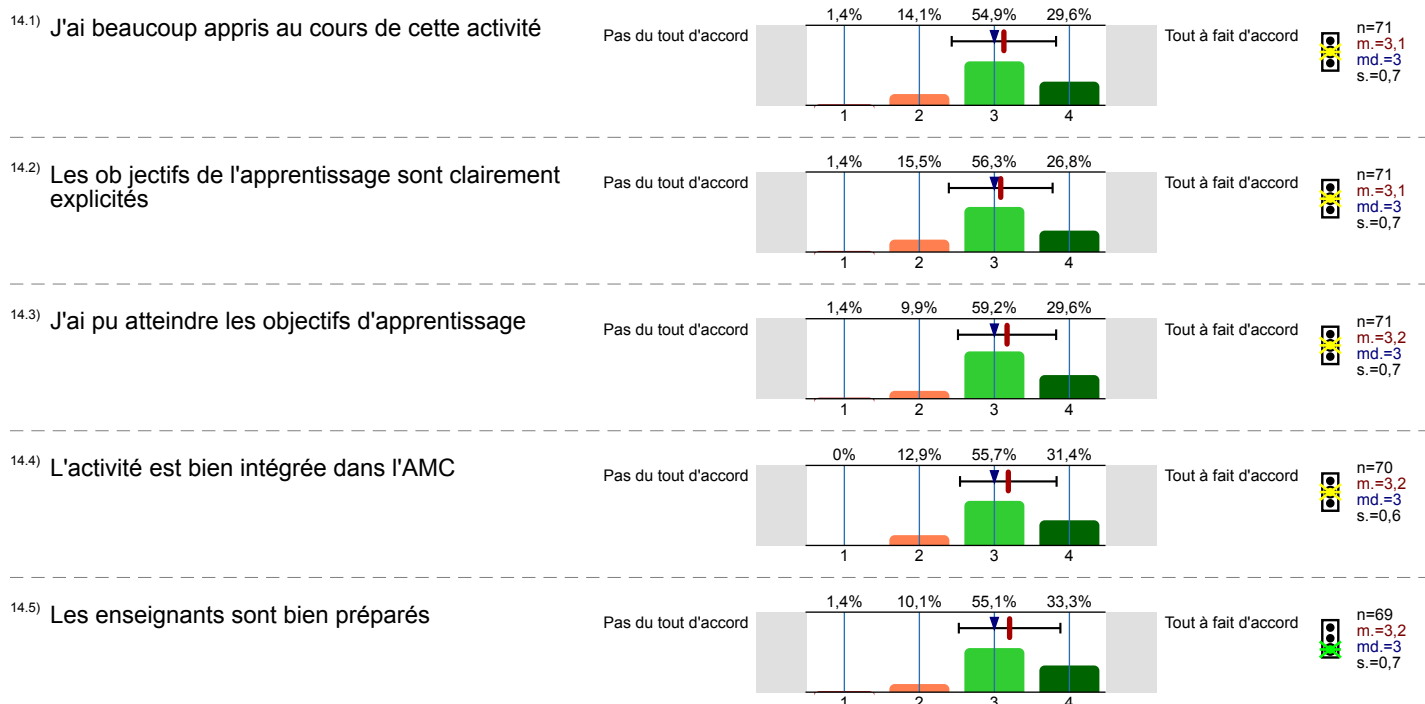 14.1) J'ai beaucoup appris au cours de cette activité
Pas du tout d'accord
1,4% 14,1% 54,9% 29,6%
1 2 3 4
Tout à fait d'accord
n=71
m.=3,1
md.=3
s.=0,7
14.2) Les ob jectifs de l'apprentissage sont clairement
explicités
Pas du tout d'accord
1,4% 15,5% 56,3% 26,8%
1 2 3 4
Tout à fait d'accord
n=71
m.=3,1
md.=3
s.=0,7
14.3) J'ai pu atteindre les objectifs d'apprentissage
Pas du tout d'accord
1,4% 9,9% 59,2% 29,6%
1 2 3 4
Tout à fait d'accord
n=71
m.=3,2
md.=3
s.=0,7
14.4) L'activité est bien intégrée dans l'AMC
Pas du tout d'accord
0% 12,9% 55,7% 31,4%
1 2 3 4
Tout à fait d'accord
n=70
m.=3,2
md.=3
s.=0,6
14.5) Les enseignants sont bien préparés
Pas du tout d'accord
1,4% 10,1% 55,1% 33,3%
1 2 3 4
Tout à fait d'accord
n=69
m.=3,2
md.=3
s.=0,7